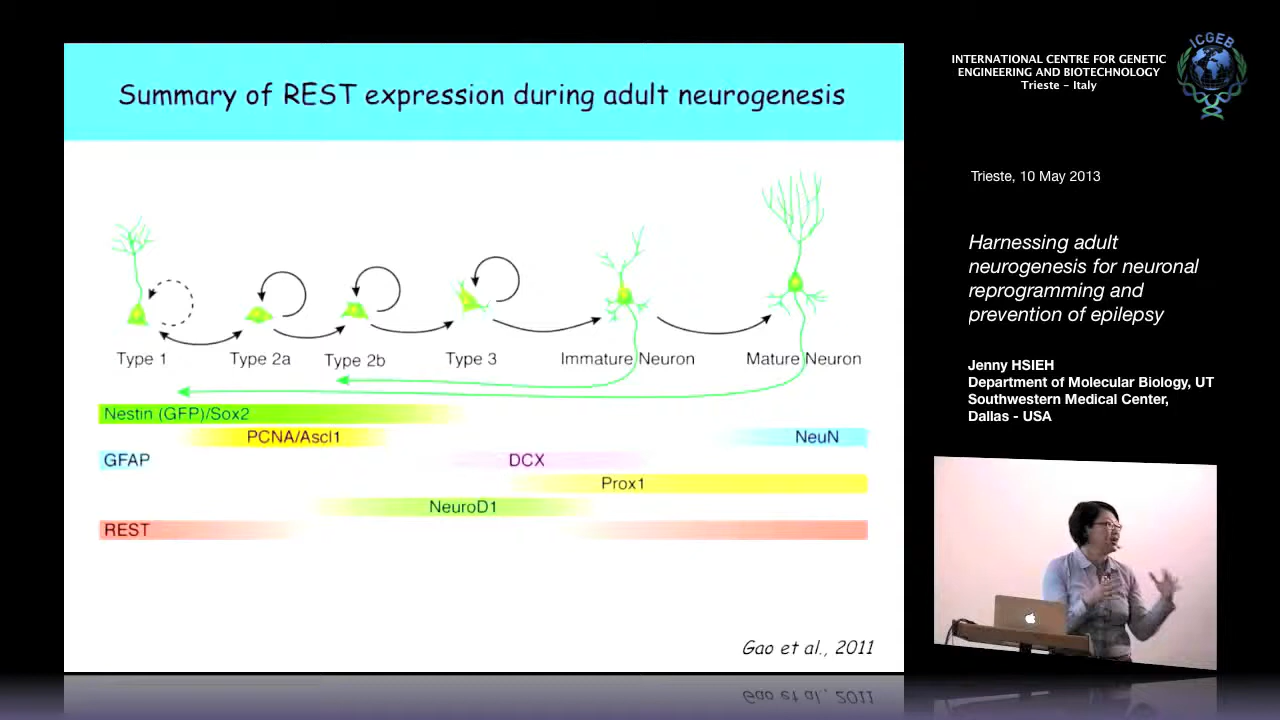 Summary of REST expression during adult neurogenesis
Type 1
Type 2a
Type 2b
Type 3
Immature Neuron
Mature Neuron
Nestin (GFP)/Sox2
PCNA/Ascl1
NeuN
GFAP
DCX
Prox1
NeuroD1
REST
Gao et al., 2011
INTERNATIONAL CENTRE FOR GENETIC
ENGINEERING AND BIOTECHNOLOGY
Trieste – Italy
ICGEB
Trieste, 10 May 2013
Harnessing adult
neurogenesis for neuronal
reprogramming and
prevention of epilepsy
Jenny HSIEH
Department of Molecular Biology, UT
Southwestern Medical Center,
Dallas - USA